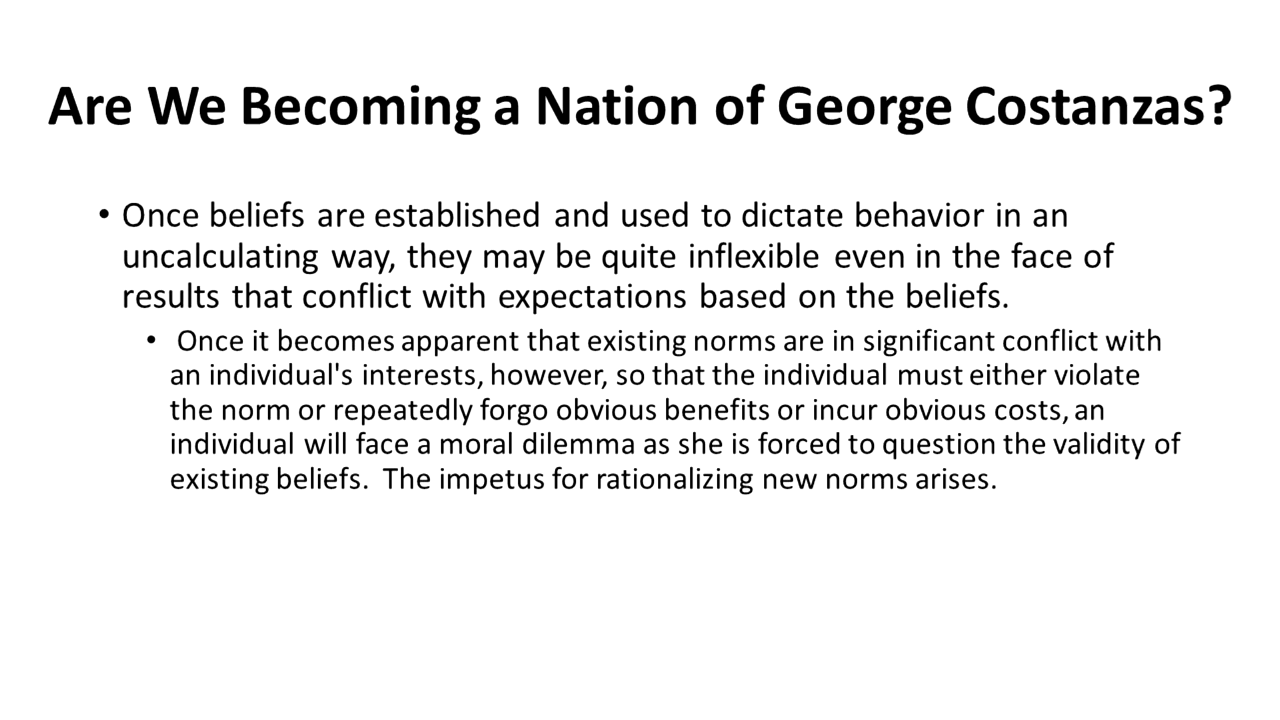 Are We Becoming a Nation of George Costanzas?
• Once beliefs are established and used to dictate behavior in an
uncalculating way, they may be quite inflexible even in the face of
results that conflict with expectations based on the beliefs.
• Once it becomes apparent that existing norms are in significant conflict with
an individual's interests, however, so that the individual must either violate
the norm or repeatedly forgo obvious benefits or incur obvious costs, an
individual will face a moral dilemma as she is forced to question the validity of
existing beliefs.  The impetus for rationalizing new norms arises.